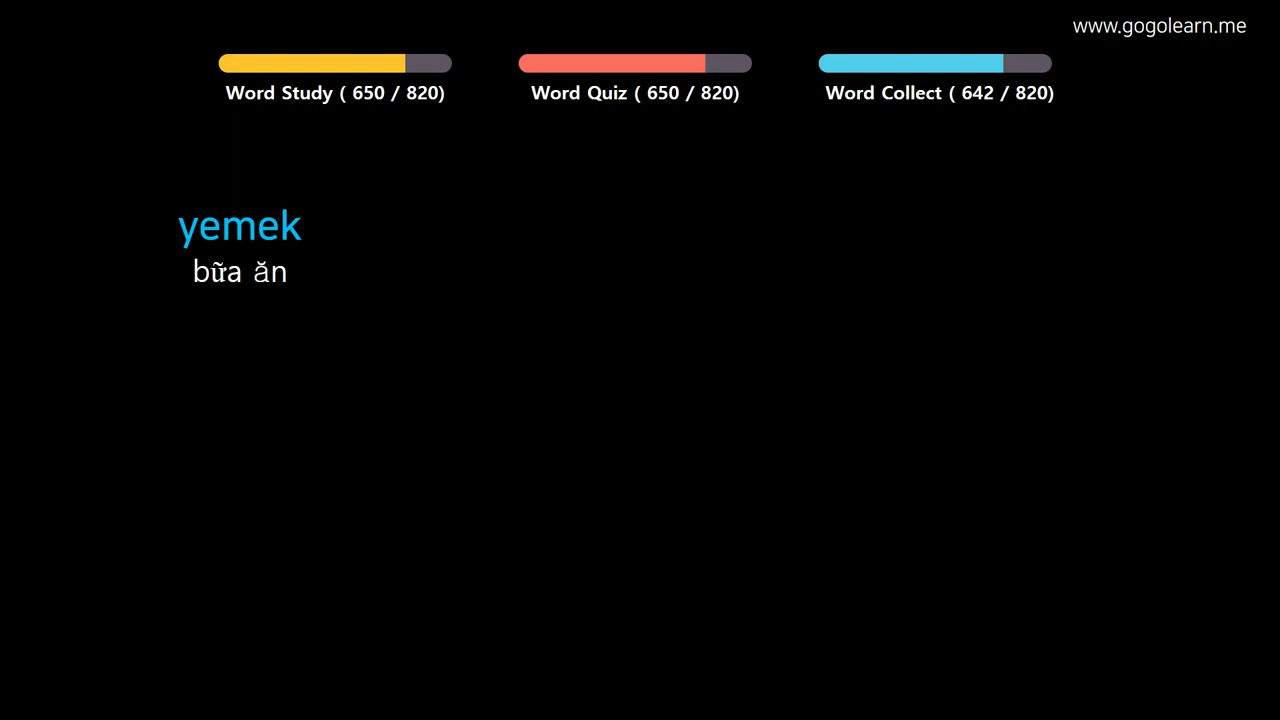 www.gogolearn.me
Word Study ( 650 / 820)
Word Quiz ( 650 / 820)
Word Collect ( 642 / 820)
yemek
bữa ăn